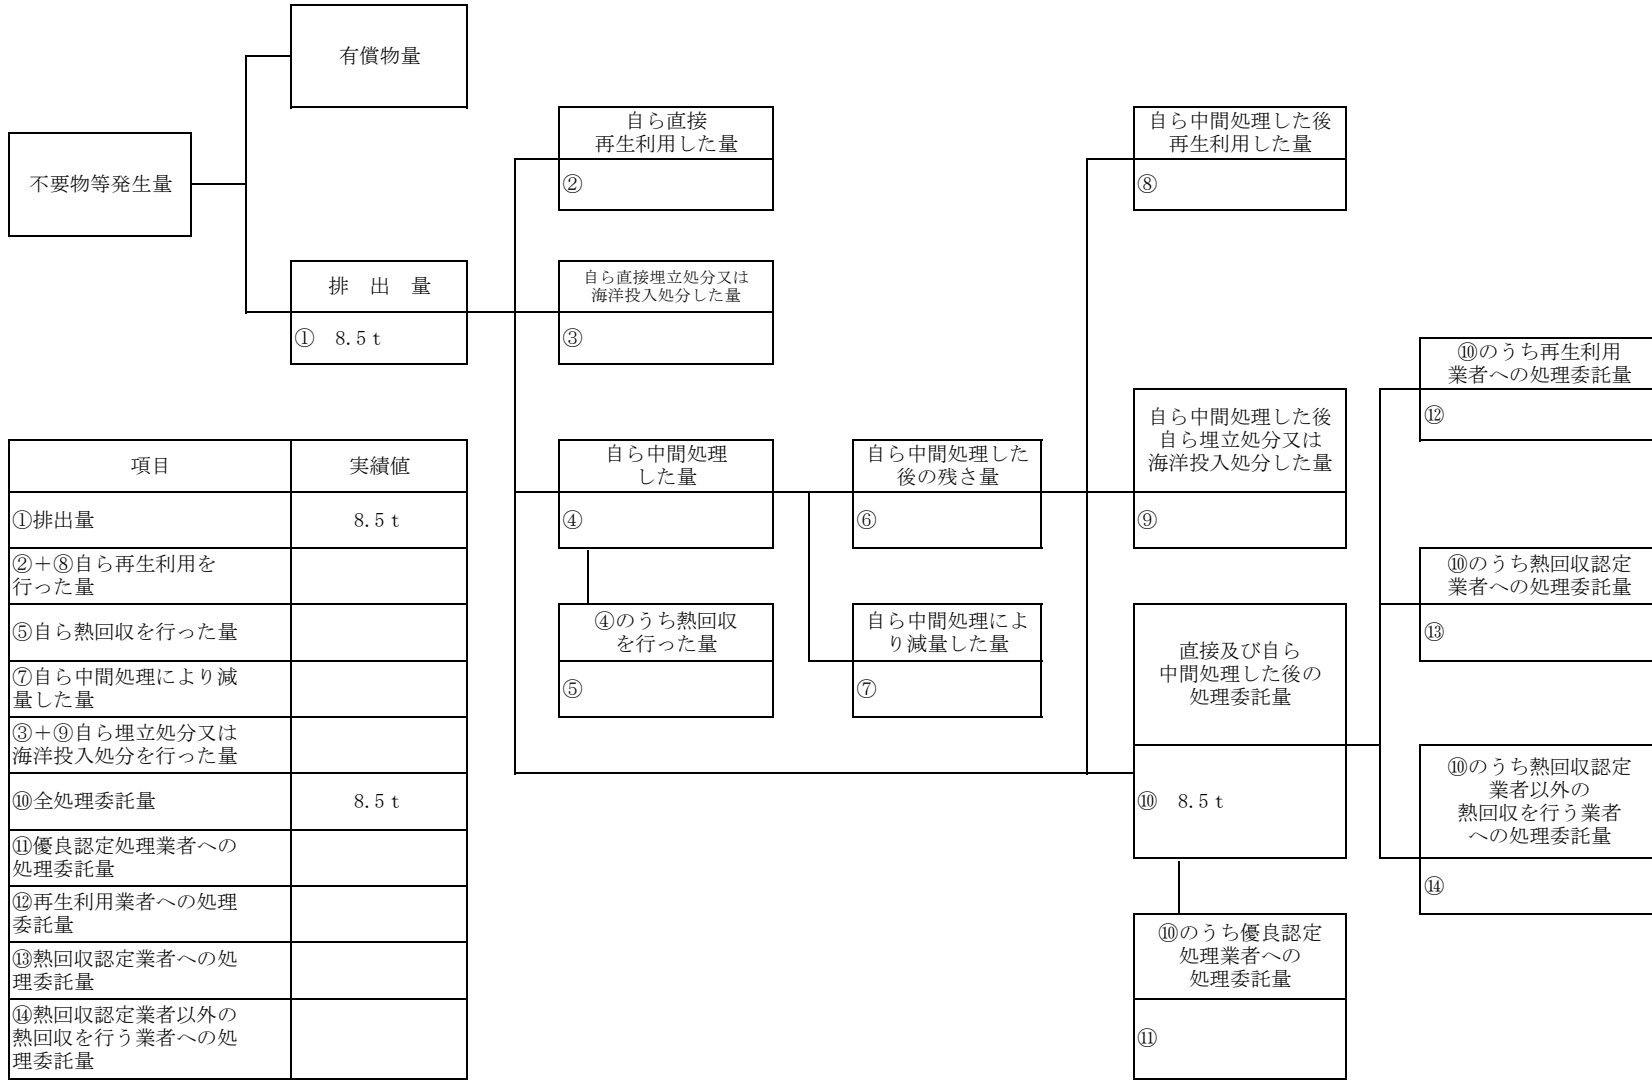 有償物量
不要物等発生量
排　出　量
①　8.5ｔ
自ら直接
再生利用した量
②
自ら直接埋立処分又は
海洋投入処分した量
③
自ら中間処理
した量
④
④のうち熱回収
を行った量
⑤
自ら中間処理した
後の残さ量
⑥
自ら中間処理によ
り減量した量
⑦
自ら中間処理した後
再生利用した量
⑧
自ら中間処理した後
自ら埋立処分又は
海洋投入処分した量
⑨
直接及び自ら
中間処理した後の
処理委託量
⑩　8.5ｔ
⑩のうち優良認定
処理業者への
処理委託量
⑪
⑩のうち再生利用
業者への処理委託量
⑫
⑩のうち熱回収認定
業者への処理委託量
⑬
⑩のうち熱回収認定
業者以外の
熱回収を行う業者
への処理委託量
⑭
項目　実績値
①排出量　8.5ｔ
②＋⑧自ら再生利用を
行った量
⑤自ら熱回収を行った量
⑦自ら中間処理により減
量した量
③＋⑨自ら埋立処分又は
海洋投入処分を行った量
⑩全処理委託量　8.5ｔ
⑪優良認定処理業者への
処理委託量
⑫再生利用業者への処理
委託量
⑬熱回収認定業者への処
理委託量
⑭熱回収認定業者以外の
熱回収を行う業者への処
理委託量